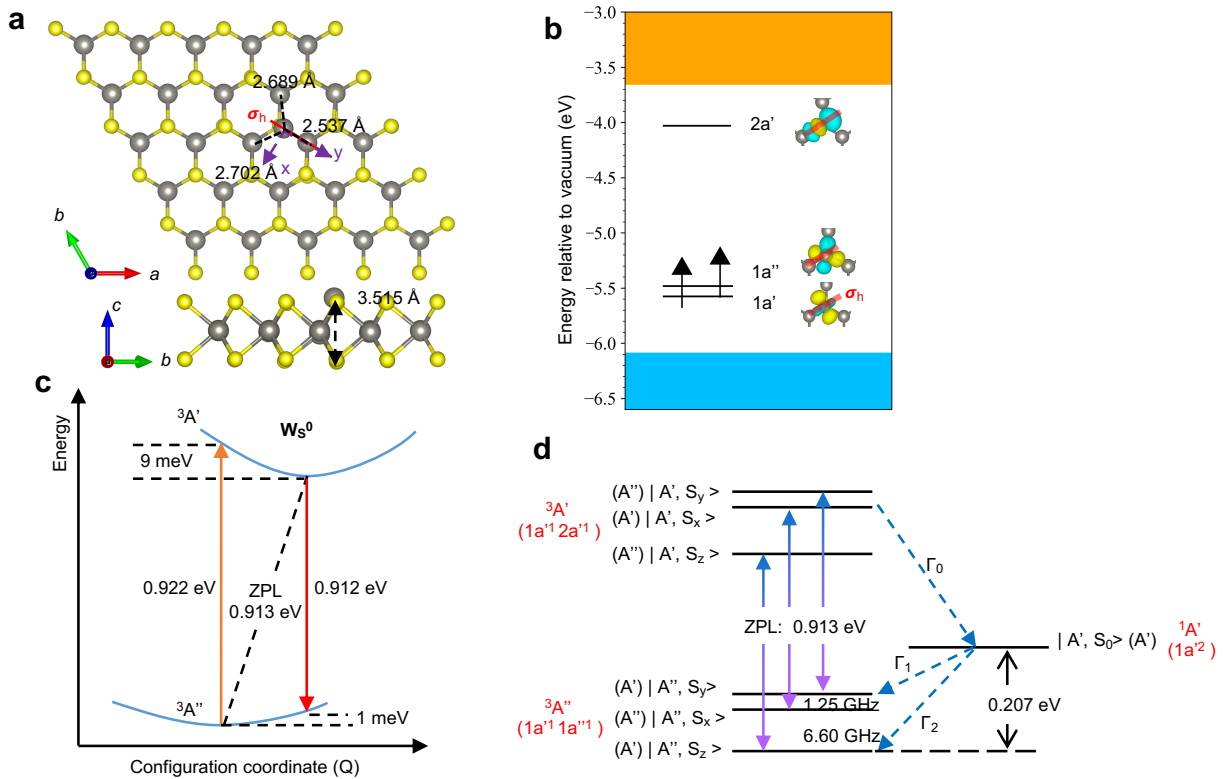 a
2.689 Å
σh
2.537 Å
y
x
2.702 Å
b
a
c
b
3.515 Å
b
Energy relative to vacuum (eV)
−3.0
−3.5
−4.0
−4.5
−5.0
−5.5
−6.0
−6.5
2a’
1a’’
1a’
σh
c
Energy
3A’
WS0
9 meV
0.922 eV
ZPL
0.913 eV
0.912 eV
3A’’
1 meV
Configuration coordinate (Q)
d
3A’
(1a’1 2a’1 )
(A’’) | A’, Sy >
(A’) | A’, Sx >
(A’’) | A’, Sz >
Γ0
ZPL: 0.913 eV
| A’, S0> (A’)
1A’
(1a’2 )
Γ1
Γ2
0.207 eV
3A’’
(1a’1 1a’’1 )
(A’) | A’’, Sy>
1.25 GHz
(A’’) | A’’, Sx >
6.60 GHz
(A’) | A’’, Sz >